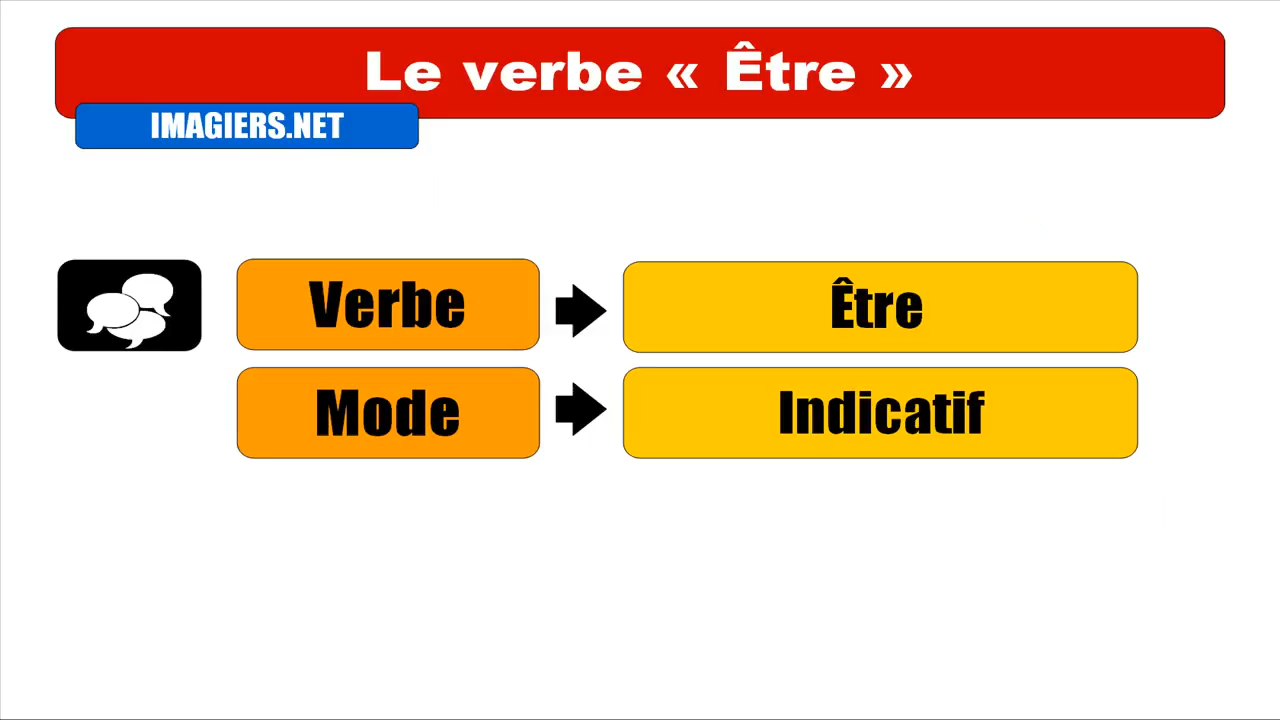 Le verbe « Être »
IMAGIERS.NET
Verbe Être
Mode Indicatif